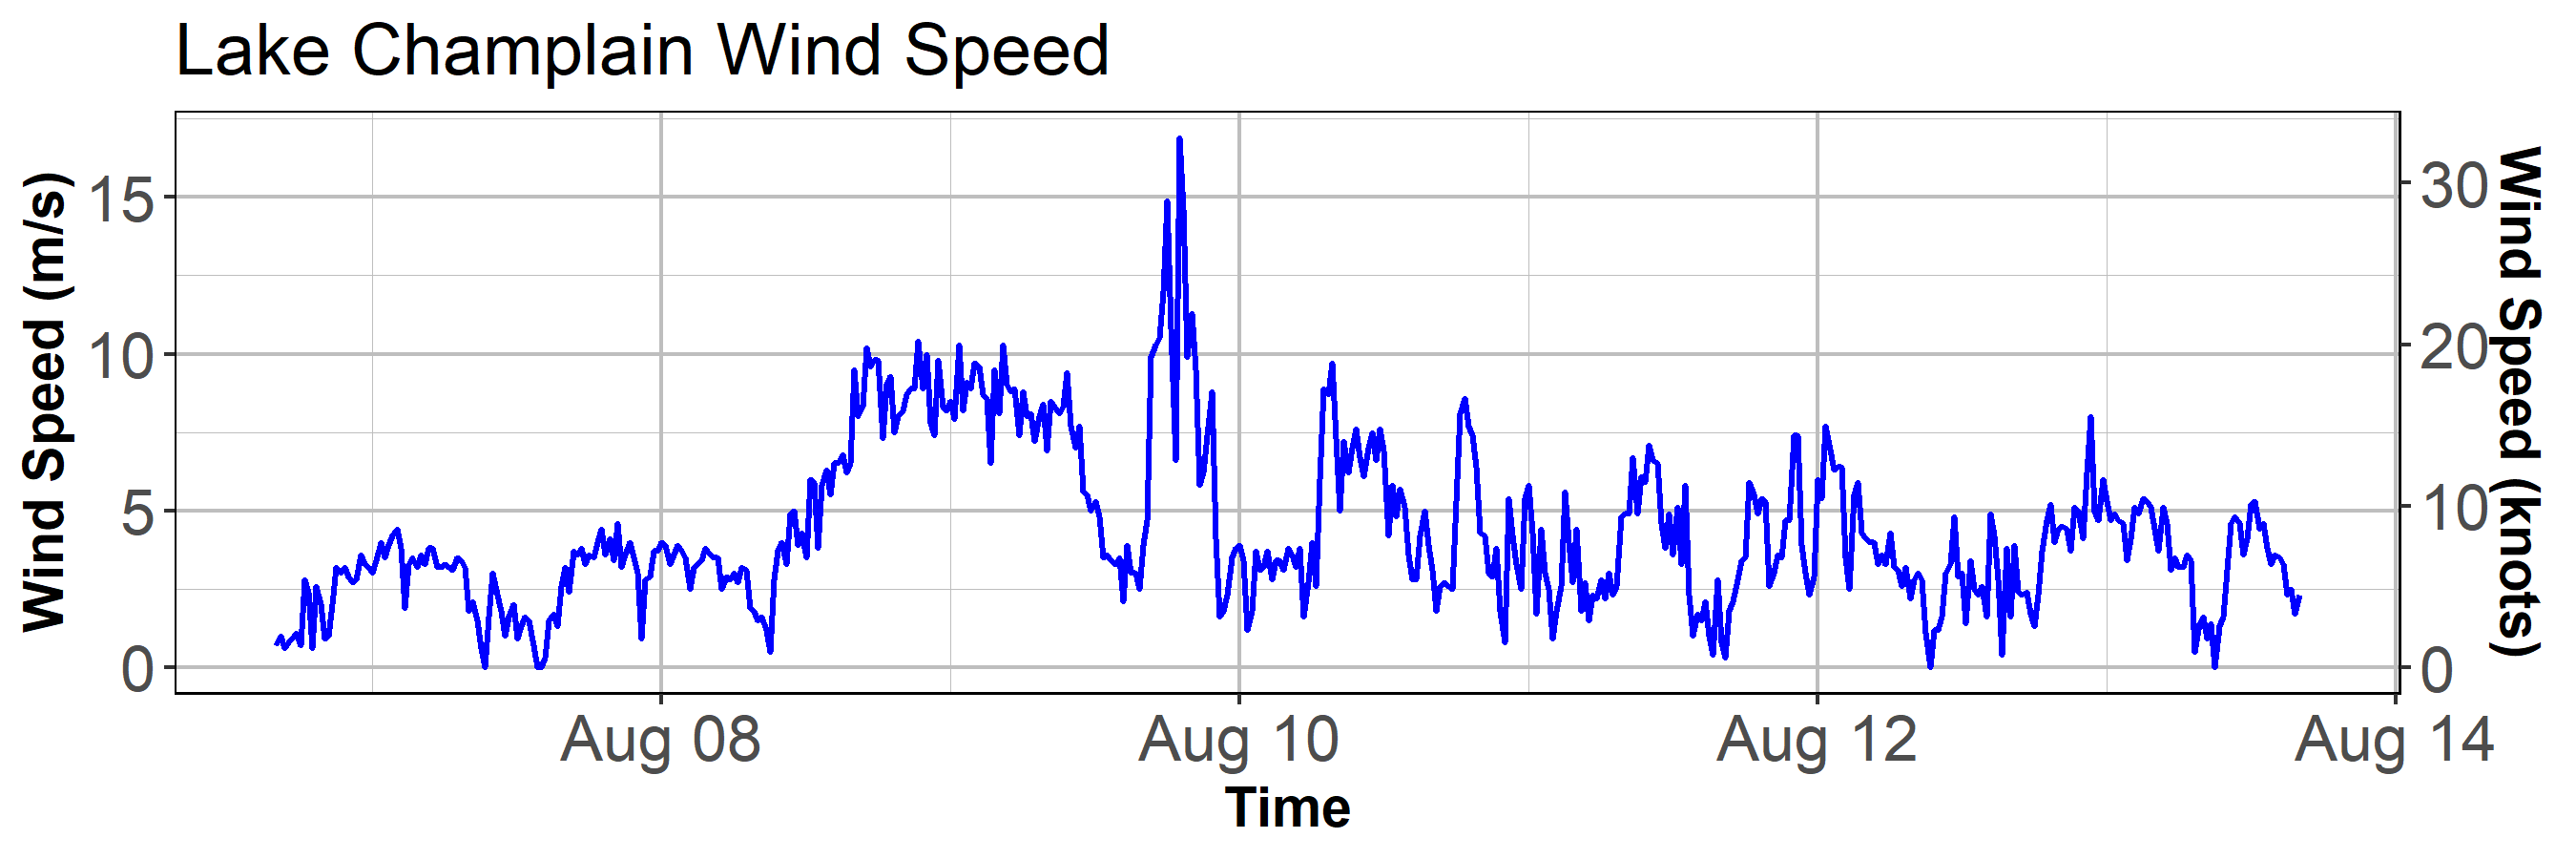 Lake Champlain Wind Speed
Wind Speed (m/s)
15
10
5
0
30
20
10
0
Wind Speed (knots)
Aug 08
Aug 10
Aug 12
Aug 14
Time